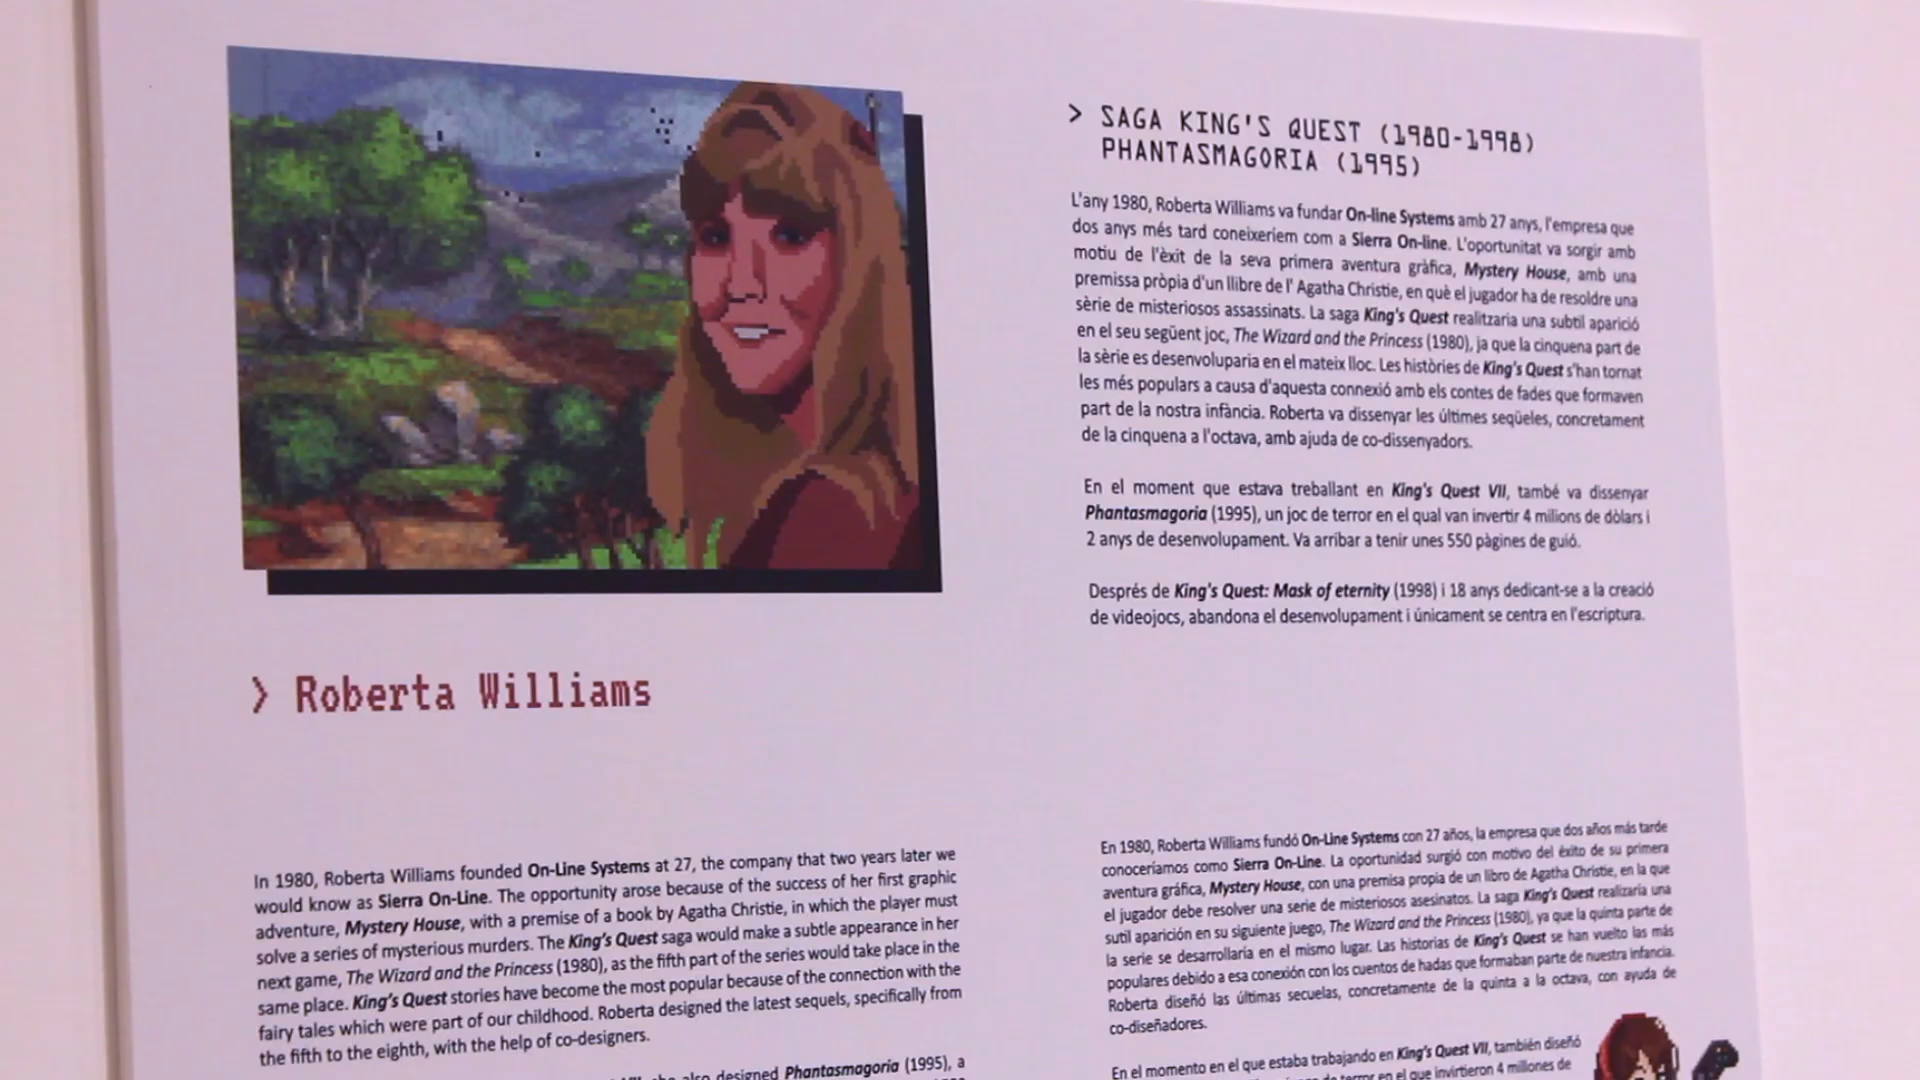 > SAGA KING'S QUEST (1980-1998)
PHANTASMAGORIA (1995)
L'any 1980, Roberta Williams va fundar On-line Systems amb 27 anys, l'empresa que
dos anys més tard coneixeríem com a Sierra On-line. L'oportunitat va sorgir amb
motiu de l'èxit de la seva primera aventura gràfica, Mystery House, amb una
premissa pròpia d'un llibre de l' Agatha Christie, en què el jugador ha de resoldre una
sèrie de misteriosos assassinats. La saga King's Quest realitzaria una subtil aparició
en el seu següent joc, The Wizard and the Princess (1980), ja que la cinquena part de
la sèrie es desenvoluparia en el mateix lloc. Les històries de King's Quest s'han tornat
les més populars a causa d'aquesta connexió amb els contes de fades que formaven
part de la nostra infància. Roberta va dissenyar les últimes seqüeles, concretament
de la cinquena a l'octava, amb ajuda de co-dissenyadors.
En el moment que estava treballant en King's Quest VII, també va dissenyar
Phantasmagoria (1995), un joc de terror en el qual van invertir 4 milions de dòlars i
2 anys de desenvolupament. Va arribar a tenir unes 550 pàgines de guió.
Després de King's Quest: Mask of eternity (1998) i 18 anys dedicant-se a la creació
de videojocs, abandona el desenvolupament i únicament se centra en l'escriptura.
> Roberta Williams
In 1980, Roberta Williams founded On-Line Systems at 27, the company that two years later we
would know as Sierra On-Line. The opportunity arose because of the success of her first graphic
adventure, Mystery House, with a premise of a book by Agatha Christie, in which the player must
solve a series of mysterious murders. The King's Quest saga would make a subtle appearance in her
next game, The Wizard and the Princess (1980), as the fifth part of the series would take place in the
same place. King's Quest stories have become the most popular because of the connection with the
fairy tales which were part of our childhood. Roberta designed the latest sequels, specifically from
the fifth to the eighth, with the help of co-designers.
also designed Phantasmagoria (1995), a
En 1980, Roberta Williams fundó On-Line Systems con 27 años, la empresa que dos años más tarde
conoceríamos como Sierra On-Line. La oportunidad surgió con motivo del éxito de su primera
aventura gráfica, Mystery House, con una premisa propia de un libro de Agatha Christie, en la que
el jugador debe resolver una serie de misteriosos asesinatos. La saga King's Quest realizaría una
sutil aparición en su siguiente juego, The Wizard and the Princess (1980), ya que la quinta parte de
la serie se desarrollaría en el mismo lugar. Las historias de King's Quest se han vuelto las más
populares debido a esa conexión con los cuentos de hadas que formaban parte de nuestra infancia.
Roberta diseñó las últimas secuelas, concretamente de la quinta a la octava, con ayuda de
co-diseñadores.
En el momento en el que estaba trabajando en King's Quest VII, también diseñó
de terror en el que invirtieron 4 millones de